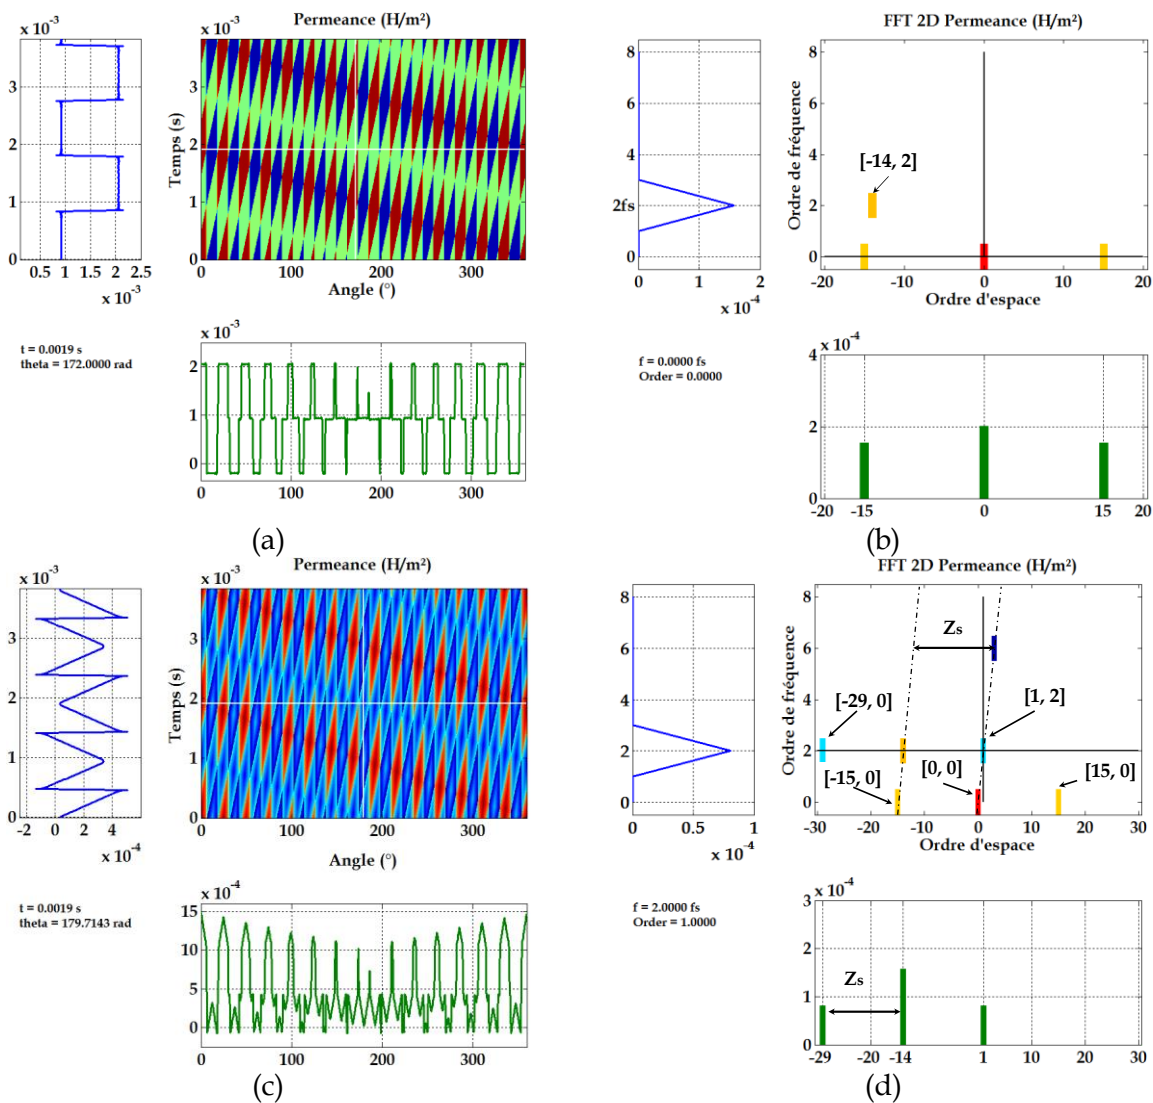 Permeance (H/m²)
x 10⁻³
3
2
1
0
0.5 1 1.5 2 2.5
x 10⁻³
Temps (s)
x 10⁻³
3
2
1
0
0 100 200 300
Angle (°)
t = 0.0019 s
theta = 172.0000 rad
x 10⁻³
2
1
0
0 100 200 300
(a)
FFT 2D Permeance (H/m²)
8
6
4
2fs
0
0 1 2
x 10⁻⁴
Ordre de fréquence
8
6
4
2
0
[-14, 2]
-20 -10 0 10 20
Ordre d'espace
f = 0.0000 fs
Order = 0.0000
x 10⁻⁴
4
2
0
-20 -15 0 15 20
(b)
Permeance (H/m²)
x 10⁻³
3
2
1
0
-2 0 2 4
x 10⁻⁴
Temps (s)
x 10⁻³
3
2
1
0
0 100 200 300
Angle (°)
t = 0.0019 s
theta = 179.7143 rad
x 10⁻⁴
15
10
5
0
0 100 200 300
(c)
FFT 2D Permeance (H/m²)
8
6
4
2
0
0 0.5 1
x 10⁻⁴
Ordre de fréquence
8
6
4
2
0
Zs
[-29, 0]
[1, 2]
[-15, 0]
[0, 0]
[15, 0]
-30 -20 -10 0 10 20 30
Ordre d'espace
f = 2.0000 fs
Order = 1.0000
x 10⁻⁴
3
2
1
0
Zs
-29 -20 -14 1 10 20 30
(d)